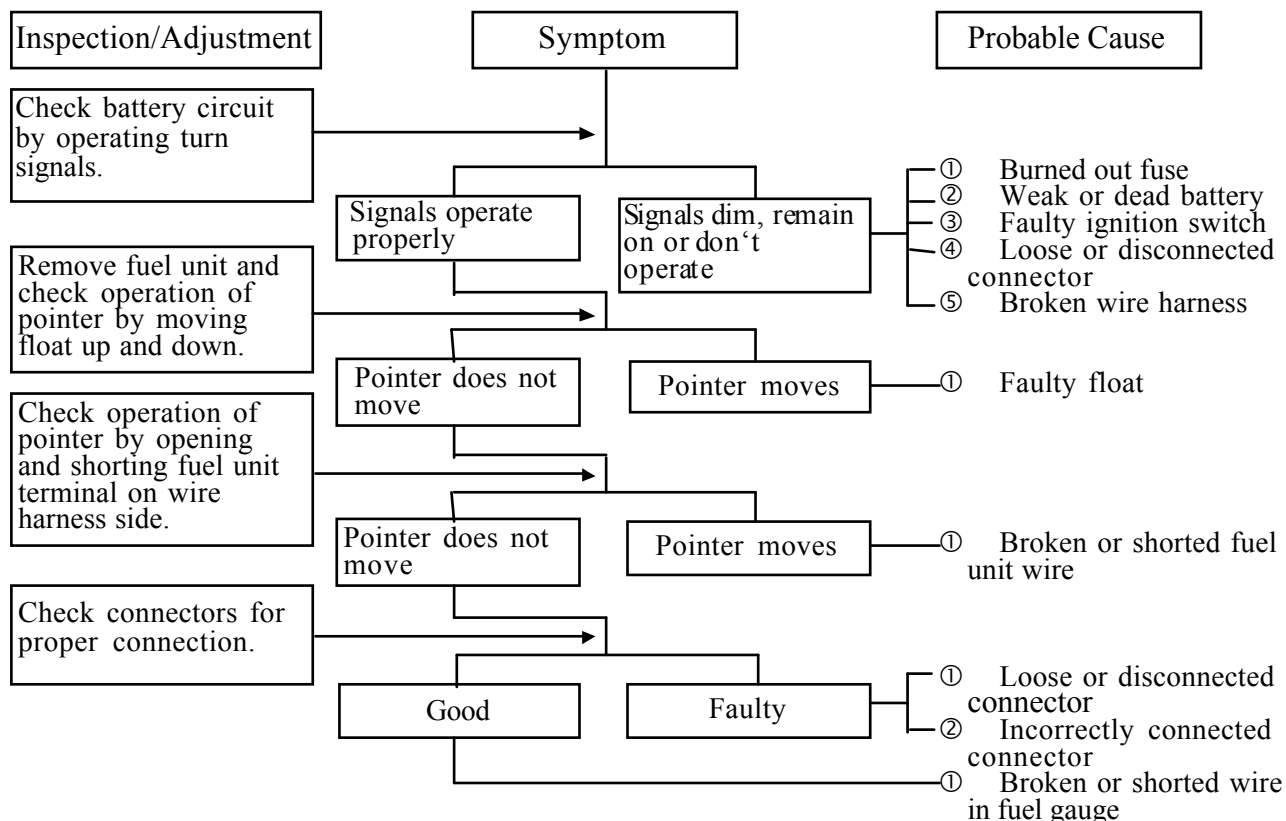 Inspection/Adjustment
Symptom
Probable Cause
Check battery circuit
by operating turn
signals.
Signals operate
properly
Signals dim, remain
on or don‘t
operate
① Burned out fuse
② Weak or dead battery
③ Faulty ignition switch
④ Loose or disconnected
connector
⑤ Broken wire harness
Remove fuel unit and
check operation of
pointer by moving
float up and down.
Pointer does not
move
Pointer moves
① Faulty float
Check operation of
pointer by opening
and shorting fuel unit
terminal on wire
harness side.
Pointer does not
move
Pointer moves
① Broken or shorted fuel
unit wire
Check connectors for
proper connection.
Good
Faulty
① Loose or disconnected
connector
② Incorrectly connected
connector
① Broken or shorted wire
in fuel gauge